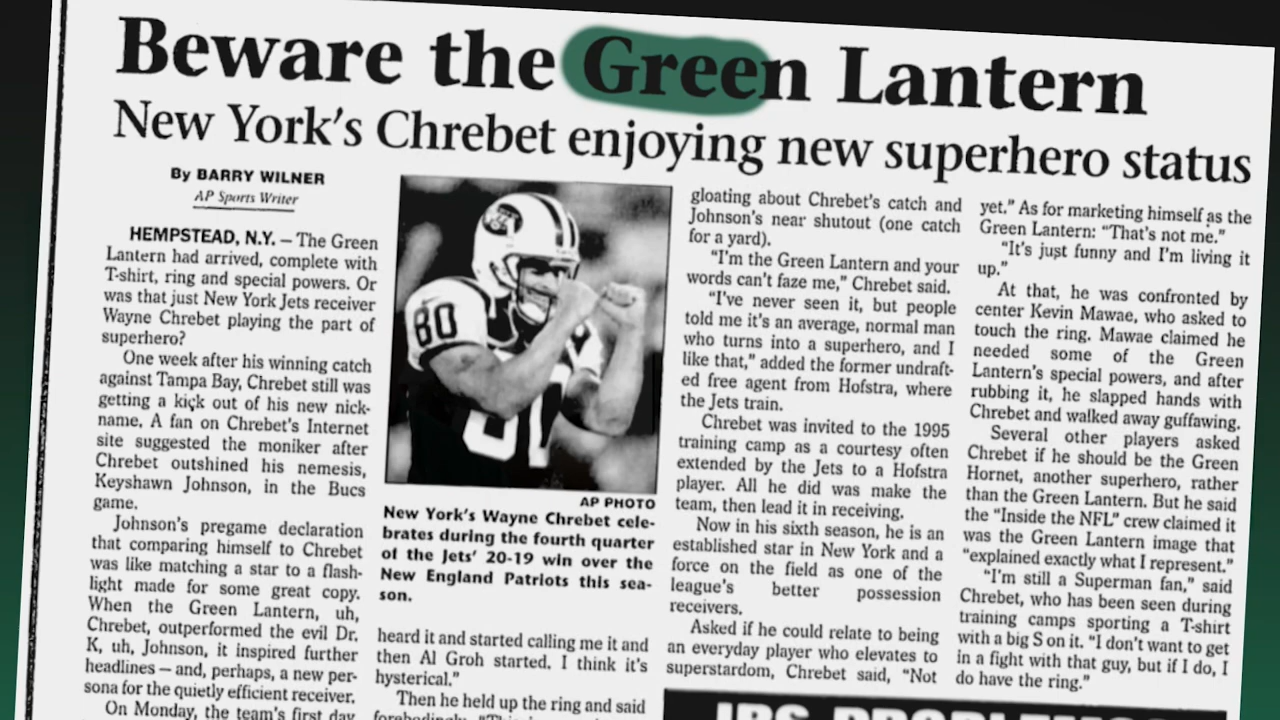 Beware the Green Lantern
New York's Chrebet enjoying new superhero status
By BARRY WILNER
AP Sports Writer
HEMPSTEAD, N.Y. – The Green
Lantern had arrived, complete with
T-shirt, ring and special powers. Or
was that just New York Jets receiver
Wayne Chrebet playing the part of
superhero?
One week after his winning catch
against Tampa Bay, Chrebet still was
getting a kick out of his new nick-
name. A fan on Chrebet's Internet
site suggested the moniker after
Chrebet outshined his nemesis,
Keyshawn Johnson, in the Bucs
game.
Johnson's pregame declaration
that comparing himself to Chrebet
was like matching a star to a flash-
light made for some great copy.
When the Green Lantern, uh,
Chrebet, outperformed the evil Dr.
K, uh, Johnson, it inspired further
headlines – and, perhaps, a new per-
sona for the quietly efficient receiver.
On Monday, the team's first day
80
80
AP PHOTO
New York's Wayne Chrebet cele-
brates during the fourth quarter
of the Jets' 20-19 win over the
New England Patriots this sea-
son.
heard it and started calling me it and
then Al Groh started. I think it's
hysterical."
Then he held up the ring and said
forebodingly, "This is
gloating about Chrebet's catch and
Johnson's near shutout (one catch
for a yard).
"I'm the Green Lantern and your
words can't faze me," Chrebet said.
"I've never seen it, but people
told me it's an average, normal man
who turns into a superhero, and I
like that," added the former undraft-
ed free agent from Hofstra, where
the Jets train.
Chrebet was invited to the 1995
training camp as a courtesy often
extended by the Jets to a Hofstra
player. All he did was make the
team, then lead it in receiving.
Now in his sixth season, he is an
established star in New York and a
force on the field as one of the
league's better possession
receivers.
Asked if he could relate to being
an everyday player who elevates to
superstardom, Chrebet said, "Not
yet." As for marketing himself as the
Green Lantern: "That's not me."
"It's just funny and I'm living it
up."
At that, he was confronted by
center Kevin Mawae, who asked to
touch the ring. Mawae claimed he
needed some of the Green
Lantern's special powers, and after
rubbing it, he slapped hands with
Chrebet and walked away guffawing.
Several other players asked
Chrebet if he should be the Green
Hornet, another superhero, rather
than the Green Lantern. But he said
the "Inside the NFL" crew claimed it
was the Green Lantern image that
"explained exactly what I represent."
"I'm still a Superman fan," said
Chrebet, who has been seen during
training camps sporting a T-shirt
with a big S on it. "I don't want to get
in a fight with that guy, but if I do, I
do have the ring."
IRS PROBLEMS